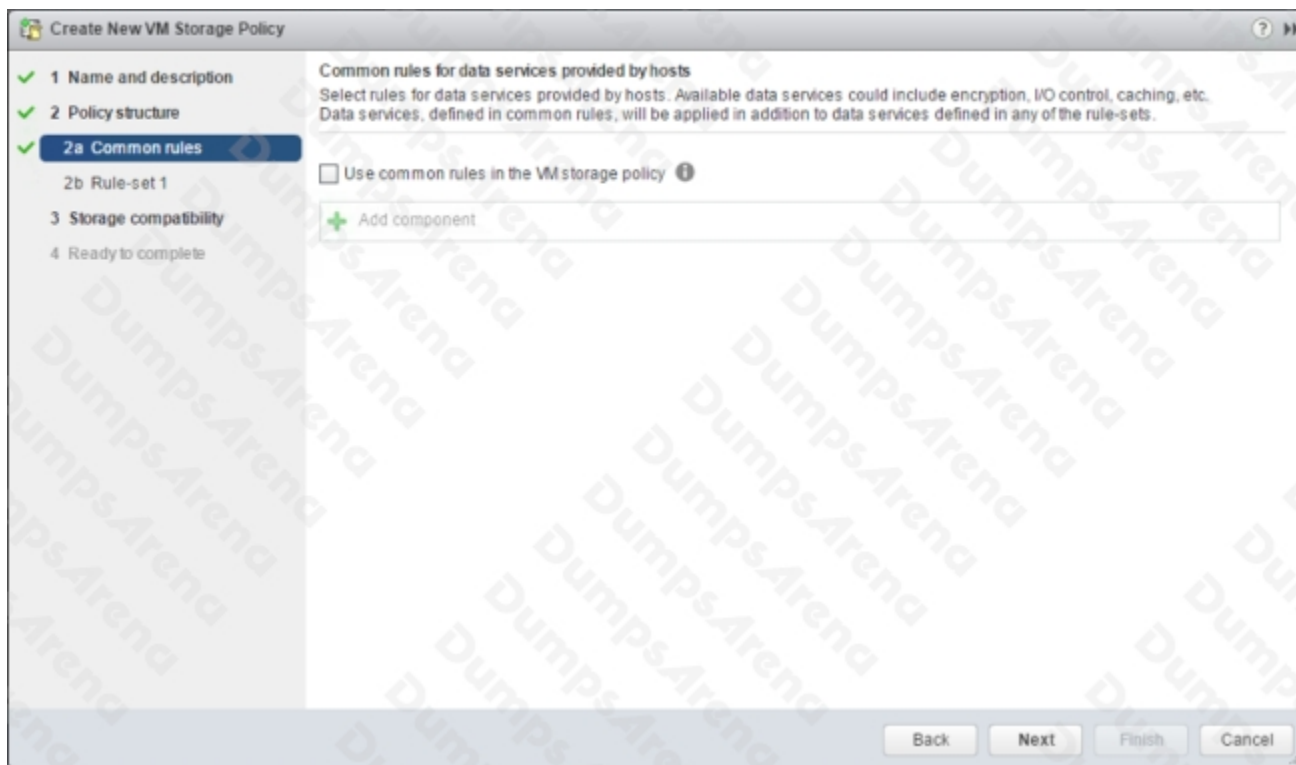 Create New VM Storage Policy
1 Name and description
2 Policy structure
2a Common rules
2b Rule-set 1
3 Storage compatibility
4 Ready to complete
Common rules for data services provided by hosts
Select rules for data services provided by hosts. Available data services could include encryption, I/O control, caching, etc.
Data services, defined in common rules, will be applied in addition to data services defined in any of the rule-sets.
Use common rules in the VM storage policy
Add component
Back Next Finish Cancel
DumpsArena